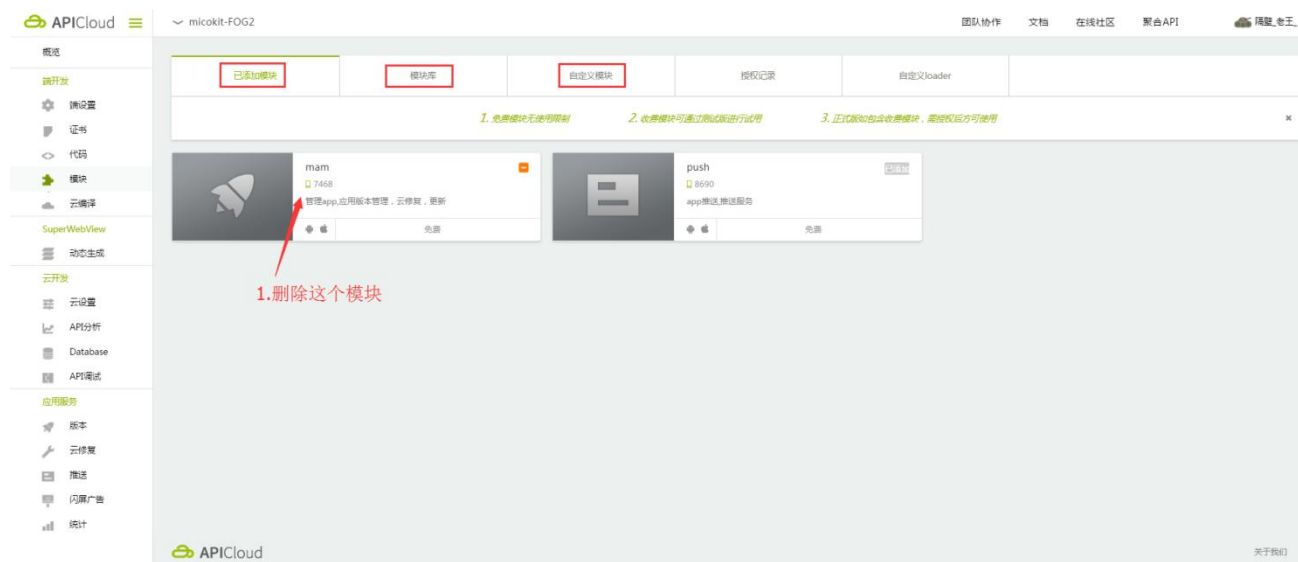 APICloud
micokit-FOG2
团队协作 文档 在线社区 聚合API 隔壁_老王_
概览
端开发
端设置
证书
代码
模块
云编译
SuperWebView
动态生成
云开发
云设置
API分析
Database
API调试
应用服务
版本
云修复
推送
闪屏广告
统计
已添加模块 模块库 自定义模块 授权记录 自定义loader
1. 免费模块无使用限制 2. 收费模块可通过测试版进行试用 3. 正式版如包含收费模块，需授权后方可使用
mam
7468
管理app,应用版本管理，云修复，更新
免费
push
已添加
8690
app推送,推送服务
免费
1.删除这个模块
APICloud
关于我们